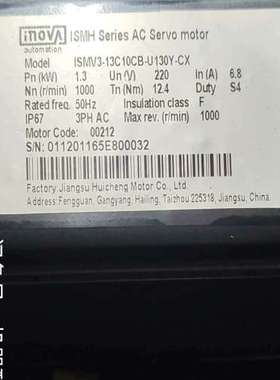 inovA ISMH Series AC Servo motor
automation
Model ISMV3-13C10CB-U130Y-CX
Pn (kW) 1.3 Un (V) 220 In (A) 6.8
Nn (r/min) 1000 Tn (Nm) 12.4 Duty S4
Rated freq. 50Hz Insulation class F
IP67 3PH AC Max rev. (r/min) 1000
Motor Code: 00212
S/N: 011201165E800032
Factory:Jiangsu Huicheng Motor Co., Ltd.
Address:Fengguan, Gangyang, Hailing, Taizhou 225318, Jiangsu, China